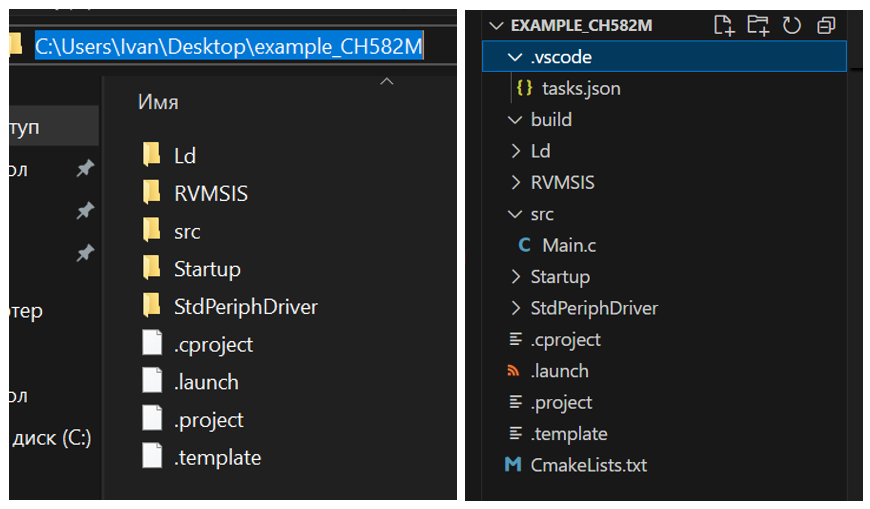 C:\Users\Ivan\Desktop\example_CH582M
Имя
туп
ол
ртер
ол
диск (C:)
Ld
RVMSIS
src
Startup
StdPeriphDriver
.cproject
.launch
.project
.template
EXAMPLE_CH582M
.vscode
{} tasks.json
build
Ld
RVMSIS
src
C Main.c
Startup
StdPeriphDriver
.cproject
.launch
.project
.template
M CmakeLists.txt